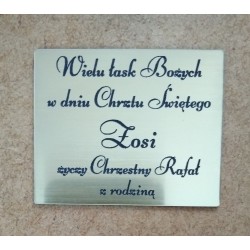 Wielu łask Bożych
w dniu Chrztu Świętego
Zosi
życzy Chrzestny Rafał
z rodziną